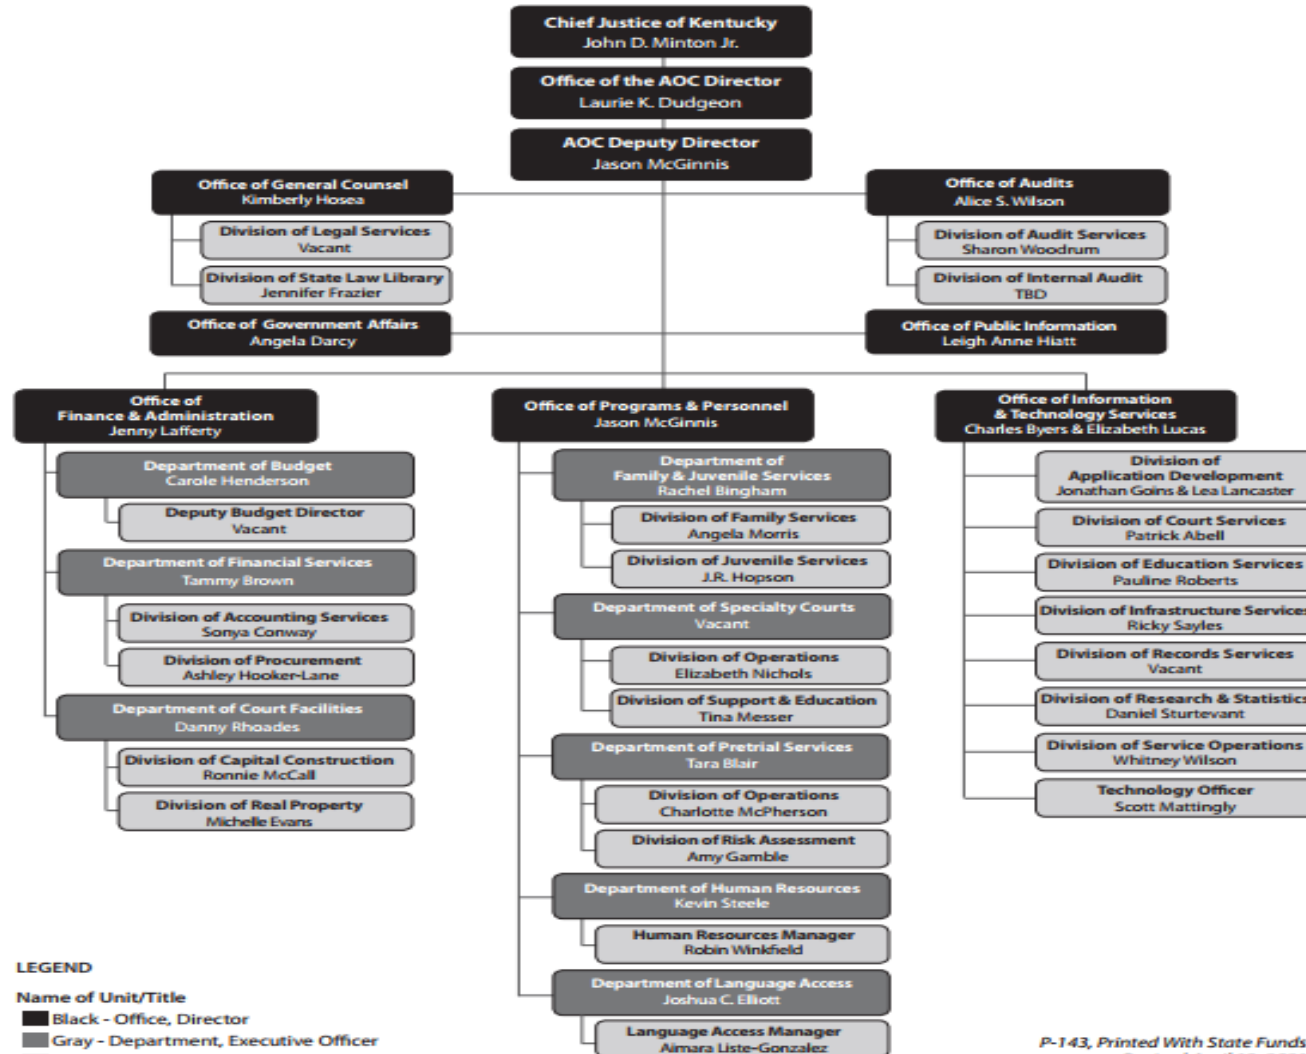 Chief Justice of Kentucky
John D. Minton Jr.
Office of the AOC Director
Laurie K. Dudgeon
AOC Deputy Director
Jason McGinnis
Office of General Counsel
Kimberly Hosea
Division of Legal Services
Vacant
Division of State Law Library
Jennifer Frazier
Office of Audits
Alice S. Wilson
Division of Audit Services
Sharon Woodrum
Division of Internal Audit
TBD
Office of Government Affairs
Angela Darcy
Office of Public Information
Leigh Anne Hiatt
Office of
Finance & Administration
Jenny Lafferty
Department of Budget
Carole Henderson
Deputy Budget Director
Vacant
Department of Financial Services
Tammy Brown
Division of Accounting Services
Sonya Conway
Division of Procurement
Ashley Hooker-Lane
Department of Court Facilities
Danny Rhoades
Division of Capital Construction
Ronnie McCall
Division of Real Property
Michelle Evans
Office of Programs & Personnel
Jason McGinnis
Department of
Family & Juvenile Services
Rachel Bingham
Division of Family Services
Angela Morris
Division of Juvenile Services
J.R. Hopson
Department of Specialty Courts
Vacant
Division of Operations
Elizabeth Nichols
Division of Support & Education
Tina Messer
Department of Pretrial Services
Tara Blair
Division of Operations
Charlotte McPherson
Division of Risk Assessment
Amy Gamble
Department of Human Resources
Kevin Steele
Human Resources Manager
Robin Winkfield
Department of Language Access
Joshua C. Elliott
Language Access Manager
Aimara Liste-Gonzalez
Office of Information
& Technology Services
Charles Byers & Elizabeth Lucas
Division of
Application Development
Jonathan Goins & Lea Lancaster
Division of Court Services
Patrick Abell
Division of Education Services
Pauline Roberts
Division of Infrastructure Services
Ricky Sayles
Division of Records Services
Vacant
Division of Research & Statistics
Daniel Sturtevant
Division of Service Operations
Whitney Wilson
Technology Officer
Scott Mattingly
LEGEND
Name of Unit/Title
Black - Office, Director
Gray - Department, Executive Officer
P-143, Printed With State Funds